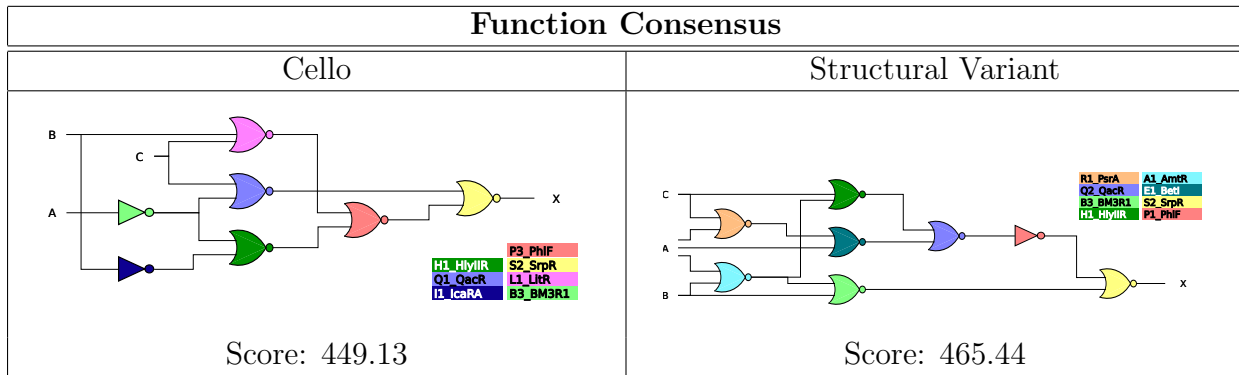 Function Consensus
Cello
Structural Variant
B
C
A
X
P3_PhlF
H1_HlyIIR S2_SrpR
Q1_QacR L1_LitR
I1_IcaRA B3_BM3R1
Score: 449.13
C
A
B
X
R1_PsrA A1_AmtR
Q2_QacR E1_BetI
B3_BM3R1 S2_SrpR
H1_HlyIIR P1_PhlF
Score: 465.44